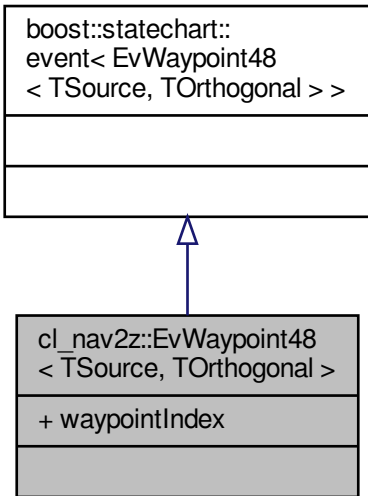 boost::statechart::
event< EvWaypoint48
< TSource, TOrthogonal > >
cl_nav2z::EvWaypoint48
< TSource, TOrthogonal >
+ waypointIndex